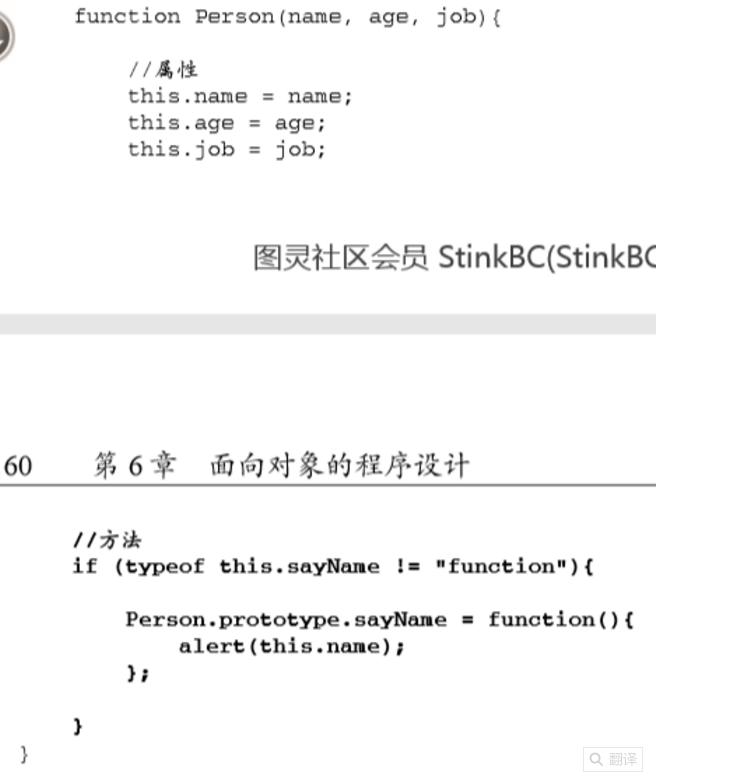 function Person(name, age, job){
//属性
this.name = name;
this.age = age;
this.job = job;
图灵社区会员 StinkBC(StinkBC
60 第 6 章 面向对象的程序设计
//方法
if (typeof this.sayName != "function"){
Person.prototype.sayName = function(){
alert(this.name);
};
}
}
翻译